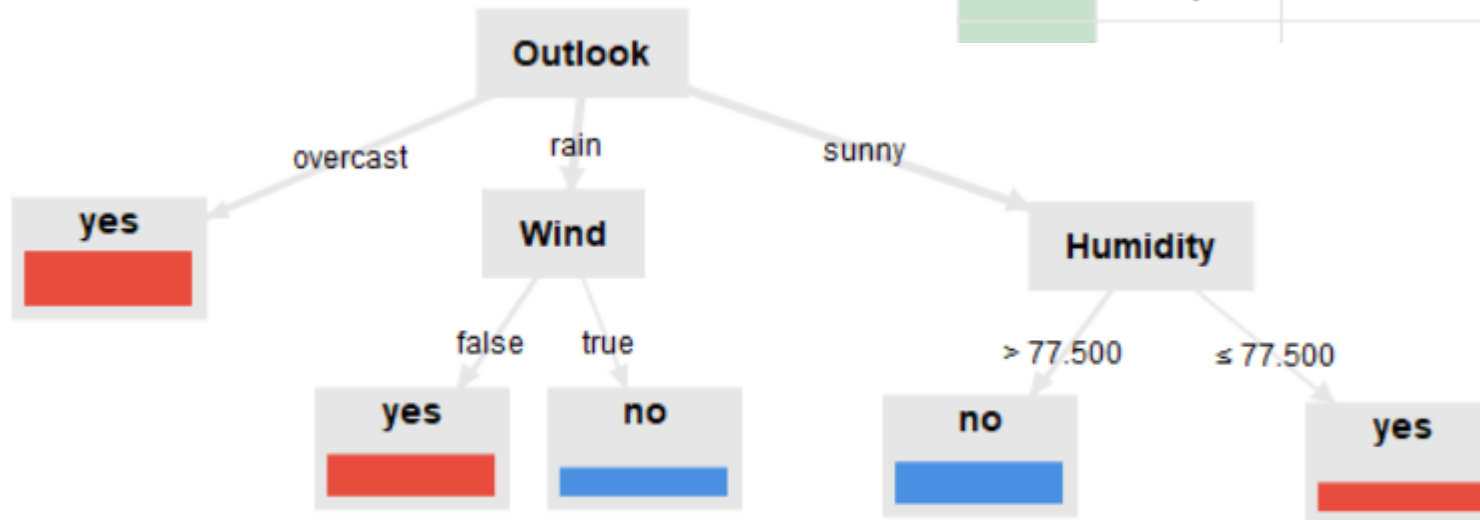 Outlook
overcast
rain
sunny
yes
Wind
Humidity
false
true
> 77.500
≤ 77.500
yes
no
no
yes